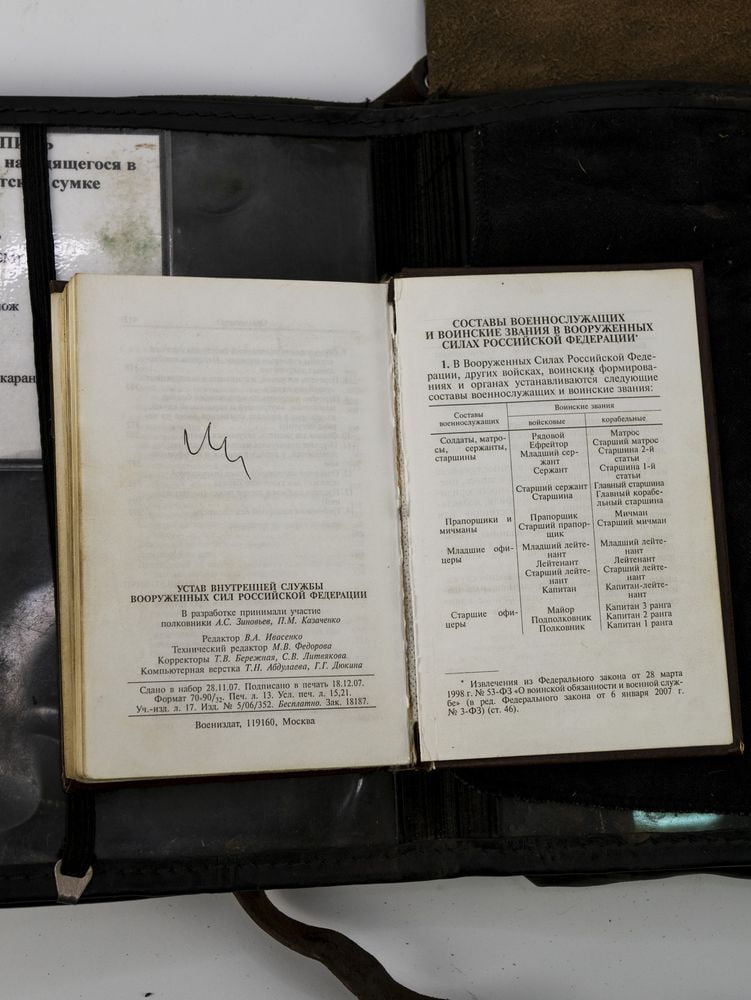 находящегося в
сумке
УСТАВ ВНУТРЕННЕЙ СЛУЖБЫ
ВООРУЖЕННЫХ СИЛ РОССИЙСКОЙ ФЕДЕРАЦИИ
В разработке принимали участие
полковники А.С. Зиновьев, П.М. Казаченко
Редактор В.А. Ивасенко
Технический редактор М.В. Федорова
Корректоры Т.В. Бережная, С.В. Литвякова
Компьютерная верстка Т.Н. Абдулаева, Г.Г. Дюкина
Сдано в набор 28.11.07. Подписано в печать 18.12.07.
Формат 70×90/32. Печ. л. 13. Усл. печ. л. 15,21.
Уч.-изд. л. 17. Изд. № 5/06/352. Бесплатно. Зак. 18187.
Воениздат, 119160, Москва
СОСТАВЫ ВОЕННОСЛУЖАЩИХ
И ВОИНСКИЕ ЗВАНИЯ В ВООРУЖЕННЫХ
СИЛАХ РОССИЙСКОЙ ФЕДЕРАЦИИ*
1. В Вооруженных Силах Российской Феде-
рации, других войсках, воинских формирова-
ниях и органах устанавливаются следующие
составы военнослужащих и воинские звания:
Составы
военнослужащих
Воинские звания
войсковые
корабельные
Солдаты, матро-
сы, сержанты,
старшины
Рядовой
Ефрейтор
Младший сер-
жант
Сержант
Старший сержант
Старшина
Матрос
Старший матрос
Старшина 2-й
статьи
Старшина 1-й
статьи
Главный старшина
Главный корабе-
льный старшина
Прапорщики и
мичманы
Прапорщик
Старший прапор-
щик
Мичман
Старший мичман
Младшие офи-
церы
Младший лейте-
нант
Лейтенант
Старший лейте-
нант
Капитан
Младший лейте-
нант
Лейтенант
Старший лейте-
нант
Капитан-лейте-
нант
Старшие офи-
церы
Майор
Подполковник
Полковник
Капитан 3 ранга
Капитан 2 ранга
Капитан 1 ранга
* Извлечения из Федерального закона от 28 марта
1998 г. № 53-ФЗ «О воинской обязанности и военной служ-
бе» (в ред. Федерального закона от 6 января 2007 г.
№ 3-ФЗ) (ст. 46).